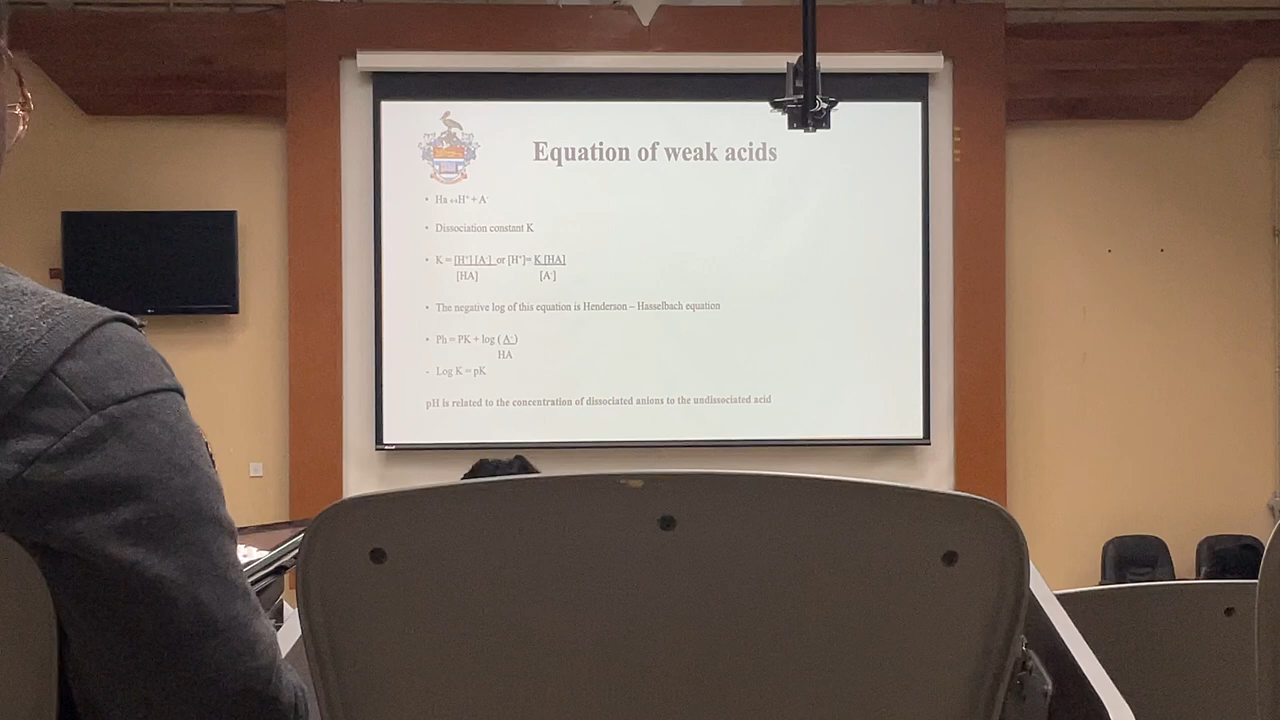 Equation of weak acids
• Ha ↔H⁺ + A⁻
• Dissociation constant K
• K = [H⁺] [A⁻] or [H⁺]= K [HA]
[HA] [A⁻]
• The negative log of this equation is Henderson – Hasselbach equation
• Ph = PK + log ( A⁻)
HA
- Log K = pK
pH is related to the concentration of dissociated anions to the undissociated acid